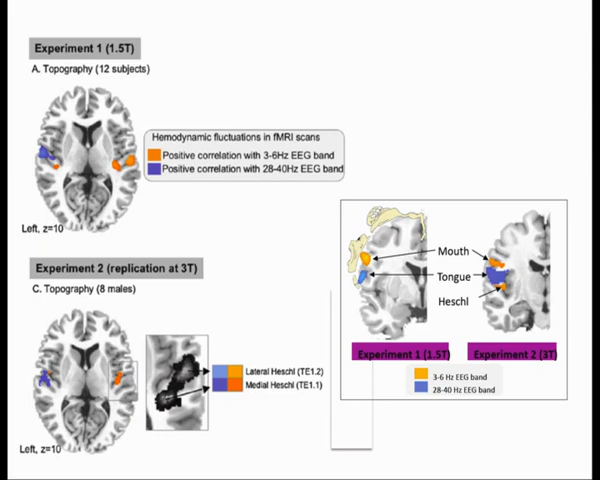 Experiment 1 (1.5T)
A. Topography (12 subjects)
Hemodynamic fluctuations in fMRI scans
Positive correlation with 3-6Hz EEG band
Positive correlation with 28-40Hz EEG band
Left, z=10
Experiment 2 (replication at 3T)
C. Topography (8 males)
Lateral Heschl (TE1.2)
Medial Heschl (TE1.1)
Left, z=10
Mouth
Tongue
Heschl
Experiment 1 (1.5T)
Experiment 2 (3T)
3-6 Hz EEG band
28-40 Hz EEG band